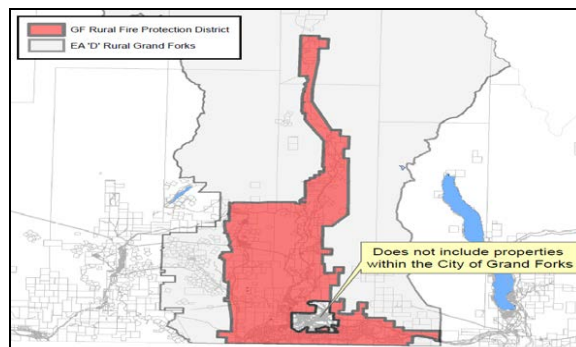 GF Rural Fire Protection District
EA 'D' Rural Grand Forks
Does not include properties
within the City of Grand Forks